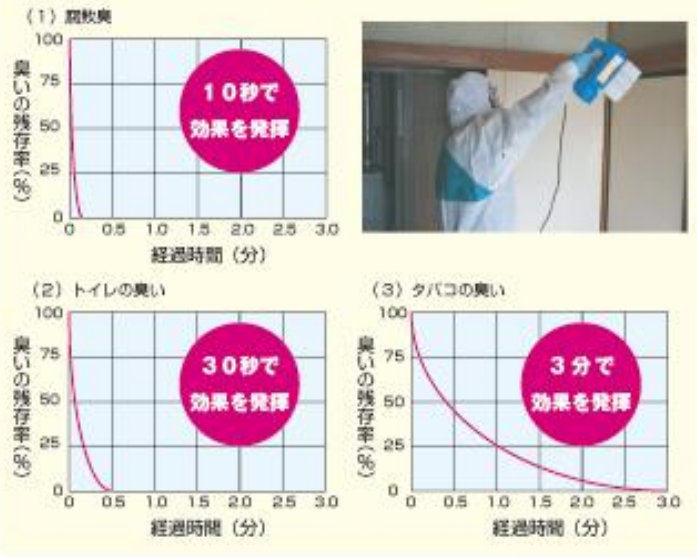 (1) 腐敗臭
臭いの残存率(%)
100
75
50
25
0
0 0.5 1.0 1.5 2.0 2.5 3.0
経過時間（分）
10秒で
効果を発揮
(2) トイレの臭い
臭いの残存率(%)
100
75
50
25
0
0 0.5 1.0 1.5 2.0 2.5 3.0
経過時間（分）
30秒で
効果を発揮
(3) タバコの臭い
臭いの残存率(%)
100
75
50
25
0
0 0.5 1.0 1.5 2.0 2.5 3.0
経過時間（分）
3分で
効果を発揮